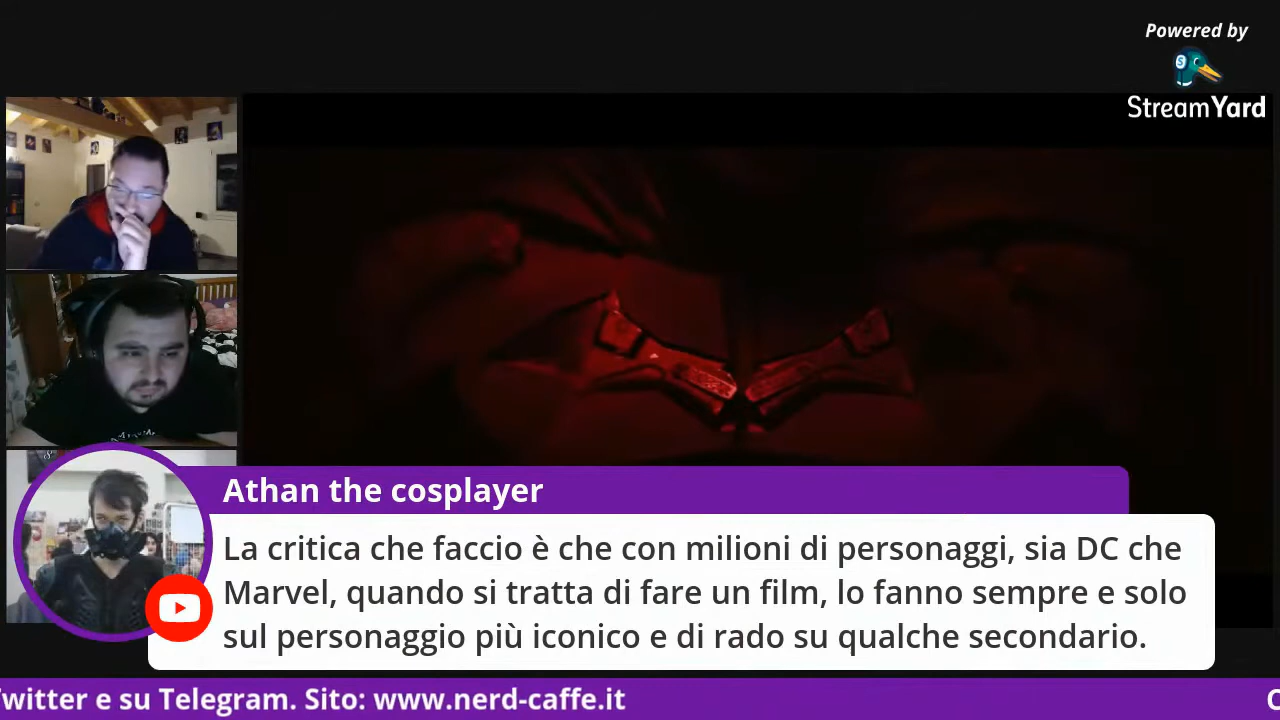 Powered by
StreamYard
Athan the cosplayer
La critica che faccio è che con milioni di personaggi, sia DC che
Marvel, quando si tratta di fare un film, lo fanno sempre e solo
sul personaggio più iconico e di rado su qualche secondario.
Twitter e su Telegram. Sito: www.nerd-caffe.it